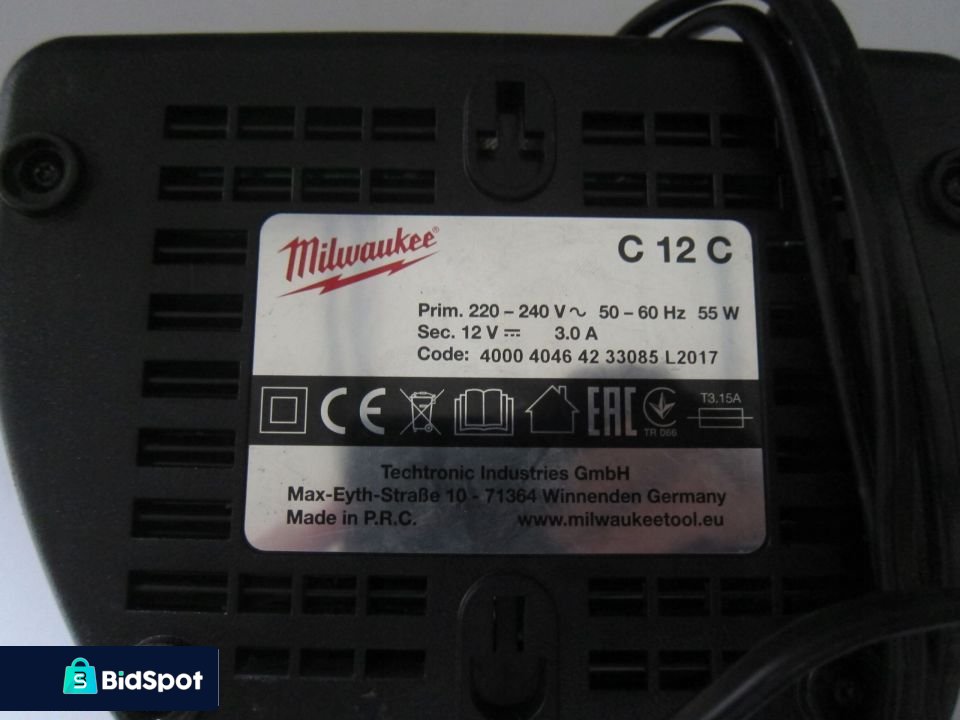 Milwaukee®
C 12 C
Prim. 220 – 240 V ~ 50 – 60 Hz 55 W
Sec. 12 V ⎓ 3.0 A
Code: 4000 4046 42 33085 L2017
CE
EAC
TR 066
T3.15A
Techtronic Industries GmbH
Max-Eyth-Straße 10 - 71364 Winnenden Germany
Made in P.R.C. www.milwaukeetool.eu
S BidSpot